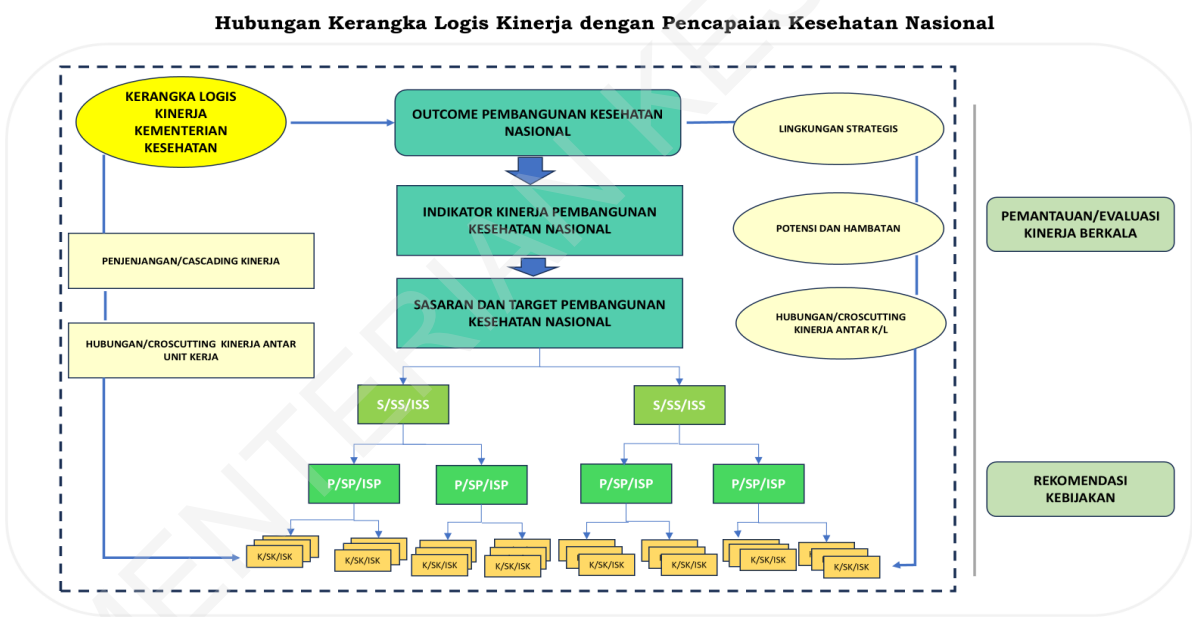 Hubungan Kerangka Logis Kinerja dengan Pencapaian Kesehatan Nasional
KERANGKA LOGIS
KINERJA
KEMENTERIAN
KESEHATAN
OUTCOME PEMBANGUNAN KESEHATAN
NASIONAL
LINGKUNGAN STRATEGIS
INDIKATOR KINERJA PEMBANGUNAN
KESEHATAN NASIONAL
POTENSI DAN HAMBATAN
PEMANTAUAN/EVALUASI
KINERJA BERKALA
PENJENJANGAN/CASCADING KINERJA
SASARAN DAN TARGET PEMBANGUNAN
KESEHATAN NASIONAL
HUBUNGAN/CROSCUTTING
KINERJA ANTAR K/L
HUBUNGAN/CROSCUTTING KINERJA ANTAR
UNIT KERJA
S/SS/ISS
S/SS/ISS
P/SP/ISP
P/SP/ISP
P/SP/ISP
P/SP/ISP
REKOMENDASI
KEBIJAKAN
K/SK/ISK
K/SK/ISK
K/SK/ISK
K/SK/ISK
K/SK/ISK
K/SK/ISK
K/SK/ISK
K/SK/ISK
MENTERIAN KES